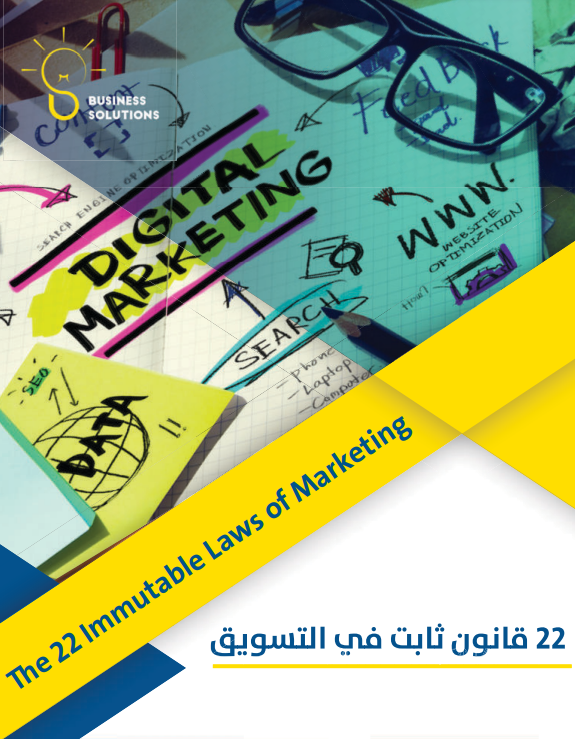 BUSINESS
SOLUTIONS
Content
Feed Back
SEARCH ENGINE OPTIMIZATION
DIGITAL
MARKETING
WWW.
WEBSITE
OPTIMIZATION
HOW?
SEARCH
- Phone
- Laptop
- Computer
SEO
DATA
!!
The 22 Immutable Laws of Marketing
22 قانون ثابت في التسويق